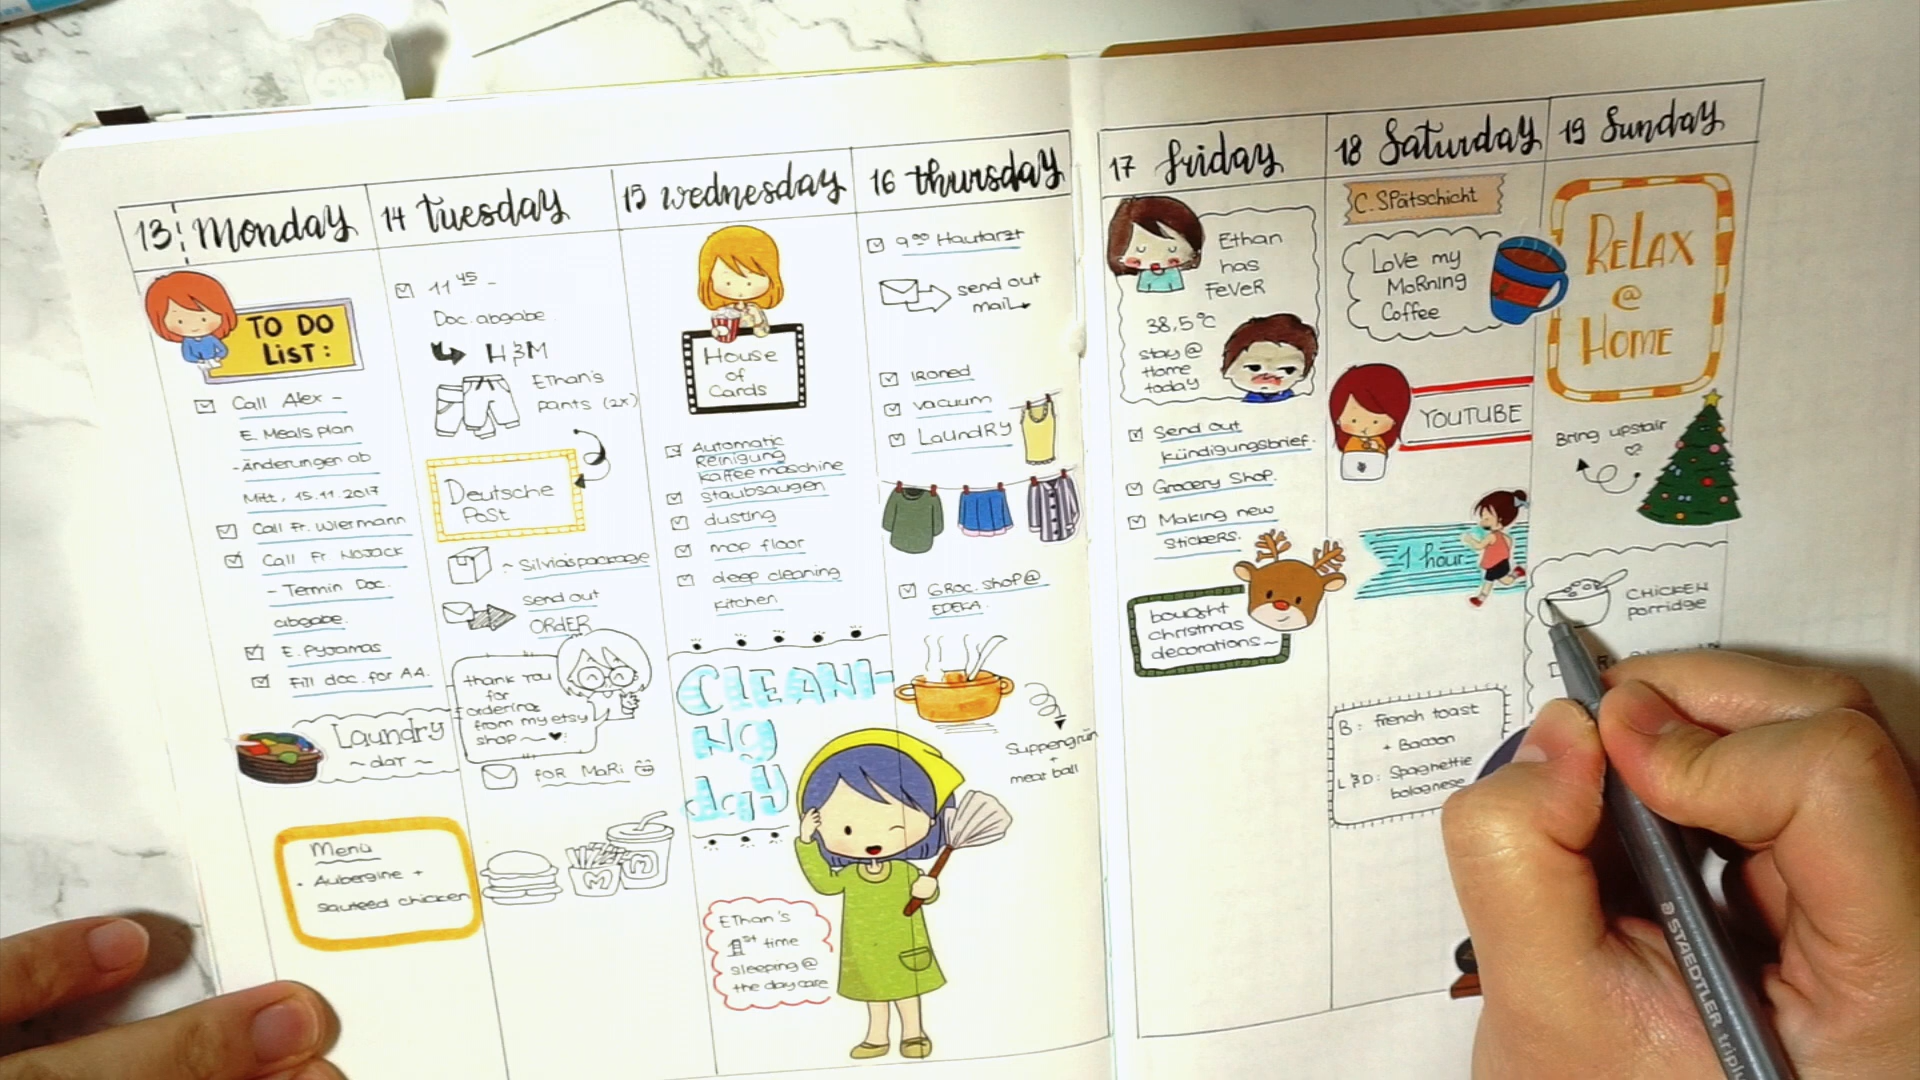 13 Monday
TO DO
LIST:
Call Alex -
E. Meals plan
-Änderungen ab
Mitt, 15.11.2017
Call Fr. Wiermann
Call Fr. Nojack
- Termin Doc.
abgabe.
E. Pyjamas
Fill doc. for A.A.
Laundry
~ day ~
Menü
• Aubergine +
sauteed chicken
14 Tuesday
11 45 -
Doc. abgabe
H&M
Ethan's
pants (2x)
Deutsche
Post
~ Silvia's package
send out
ORDER
thank you
for
ordering
from my etsy
shop ~ ♥!
for Mari
M
M
15 Wednesday
House
of
Cards
Automatic
Reinigung
Kaffeemaschine
staubsaugen
dusting
mop floor
deep cleaning
kitchen.
CLEANI-
NG
day
Ethan's
1st time
sleeping @
the daycare
16 Thursday
9 00 Hautarzt
send out
mail
ironed
vacuum
LaundRy
Groc. shop @
EDEKA.
Suppengrün
+
meat ball
17 Friday
Ethan
has
FeVeR
38,5°C
stay @
Home
today
Send out
Kündigungsbrief.
Grocery Shop.
Making new
stickers.
bought
christmas
decorations ~
18 Saturday
C. Spätschicht
Love my
MoRning
Coffee
YOUTUBE
1 hour
B: french toast
+ Bacon
L&D: Spaghettie
bolognese
19 Sunday
RELAX
@
HOME
Bring upstair
CHICKEN
porridge
STAEDTLER triplu